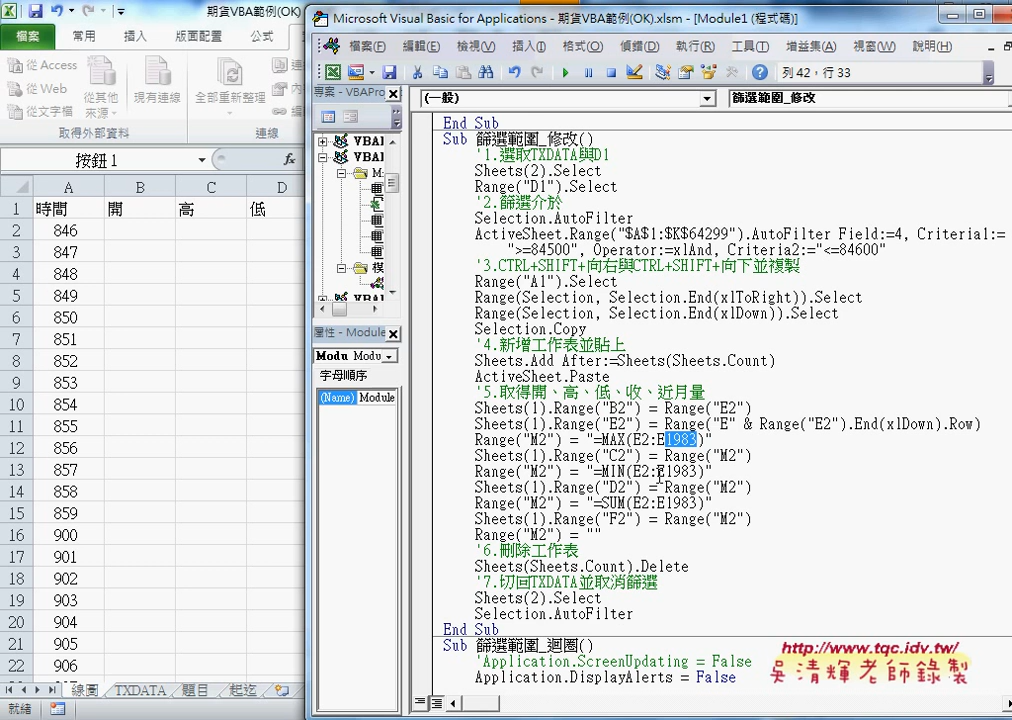 期貨VBA範例(OK)
檔案 常用 插入 版面配置 公式
從 Access
從 Web
從文字檔
從其他來源
現有連線
全部重新整理
取得外部資料
連線
按鈕 1
fx
A B C D
1 時間 開 高 低
2 846
3 847
4 848
5 849
6 850
7 851
8 852
9 853
10 854
11 855
12 856
13 857
14 858
15 859
16 900
17 901
18 902
19 903
20 904
21 905
22 906
線圖 TXDATA 題目 起迄
就緒
Microsoft Visual Basic for Applications - 期貨VBA範例(OK).xlsm - [Module1 (程式碼)]
檔案(F) 編輯(E) 檢視(V) 插入(I) 格式(O) 偵錯(D) 執行(R) 工具(T) 增益集(A) 視窗(W) 說明(H)
列 42，行 33
專案 - VBAPro
VBAI
VBAI
M
模
屬性 - Module
Modu Modu
字母順序
(Name) Module
(一般) 篩選範圍_修改
End Sub
Sub 篩選範圍_修改()
'1.選取TXDATA與D1
Sheets(2).Select
Range("D1").Select
'2.篩選介於
Selection.AutoFilter
ActiveSheet.Range("$A$1:$K$64299").AutoFilter Field:=4, Criteria1:=
">=84500", Operator:=xlAnd, Criteria2:="<=84600"
'3.CTRL+SHIFT+向右與CTRL+SHIFT+向下並複製
Range("A1").Select
Range(Selection, Selection.End(xlToRight)).Select
Range(Selection, Selection.End(xlDown)).Select
Selection.Copy
'4.新增工作表並貼上
Sheets.Add After:=Sheets(Sheets.Count)
ActiveSheet.Paste
'5.取得開、高、低、收、近月量
Sheets(1).Range("B2") = Range("E2")
Sheets(1).Range("E2") = Range("E" & Range("E2").End(xlDown).Row)
Range("M2") = "=MAX(E2:E1983)"
Sheets(1).Range("C2") = Range("M2")
Range("M2") = "=MIN(E2:E1983)"
Sheets(1).Range("D2") = Range("M2")
Range("M2") = "=SUM(E2:E1983)"
Sheets(1).Range("F2") = Range("M2")
Range("M2") = ""
'6.刪除工作表
Sheets(Sheets.Count).Delete
'7.切回TXDATA並取消篩選
Sheets(2).Select
Selection.AutoFilter
End Sub
Sub 篩選範圍_迴圈()
'Application.ScreenUpdating = False
Application.DisplayAlerts = False
http://www.tqc.idv.tw/
吳清輝老師錄製